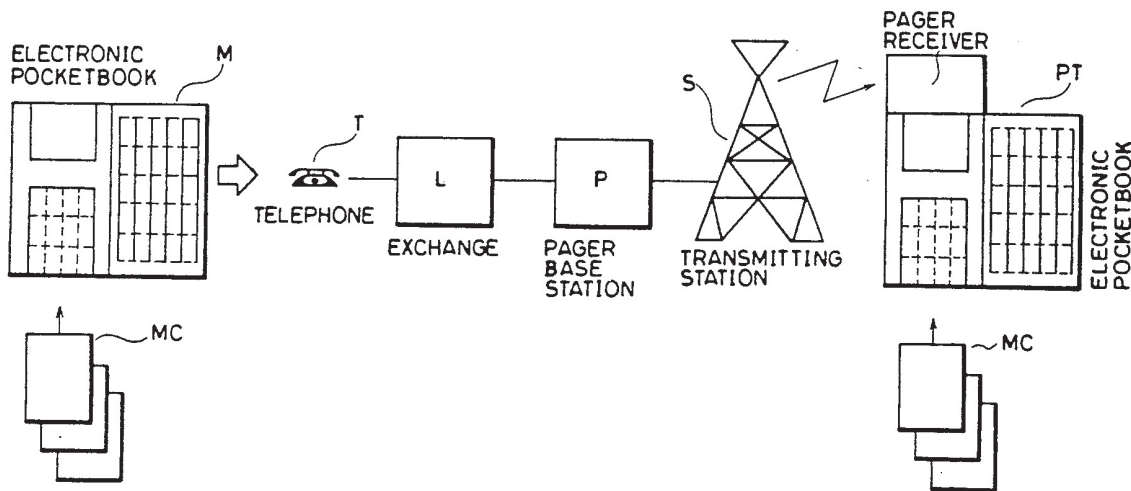 ELECTRONIC
POCKETBOOK
M
T
TELEPHONE
L
EXCHANGE
P
PAGER
BASE
STATION
S
TRANSMITTING
STATION
PAGER
RECEIVER
PT
ELECTRONIC
POCKETBOOK
MC
MC